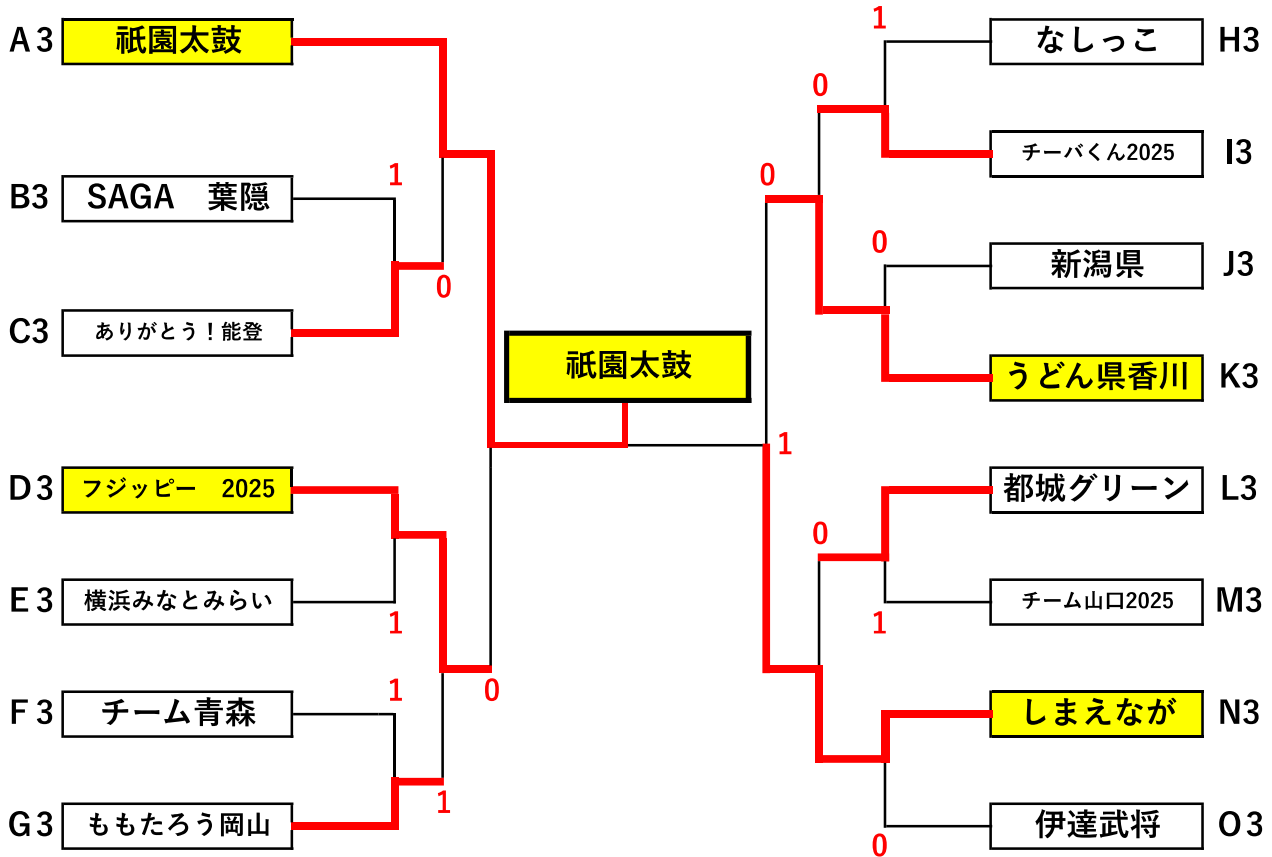 A3 祇園太鼓
B3 SAGA　葉隠
C3 ありがとう！能登
D3 フジッピー　2025
E3 横浜みなとみらい
F3 チーム青森
G3 ももたろう岡山
1
0
1
1
0
1
祇園太鼓
1
0
0
0
1
0
1
0
なしっこ H3
チーバくん2025 I3
新潟県 J3
うどん県香川 K3
都城グリーン L3
チーム山口2025 M3
しまえなが N3
伊達武将 O3